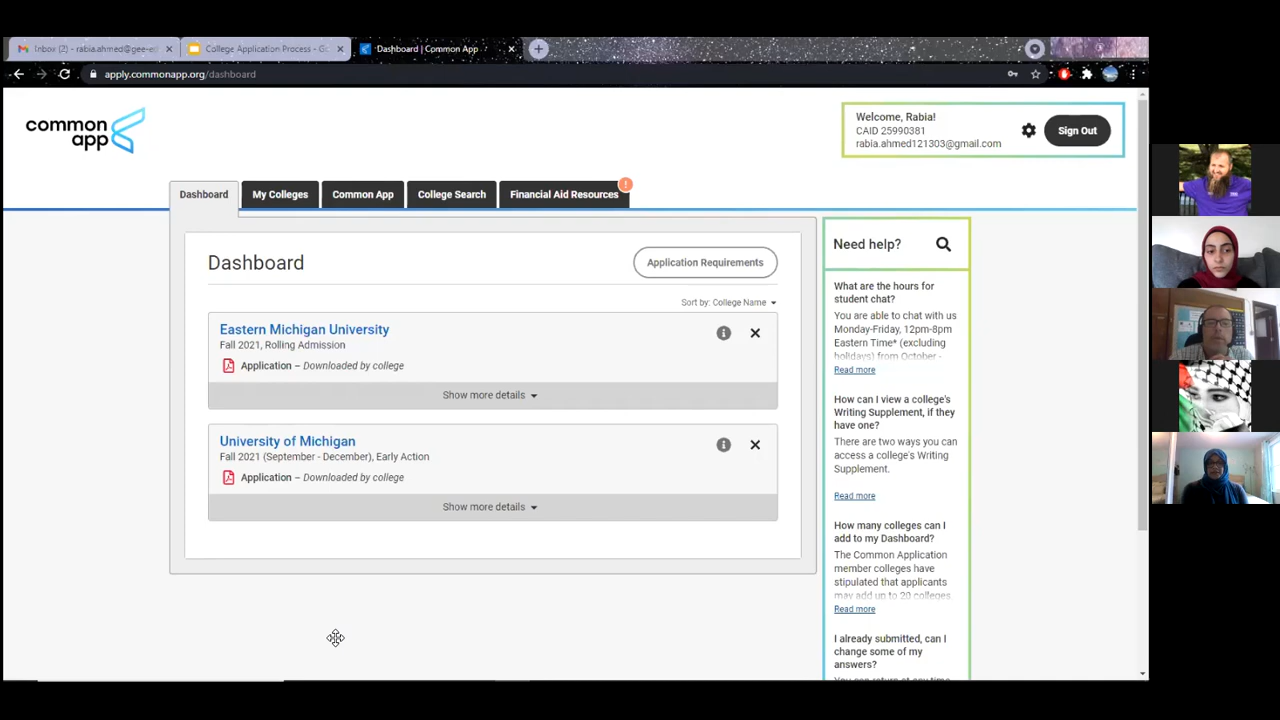 Inbox (2) - rabia.ahmed@gee-ed
College Application Process - Go
Dashboard | Common App
apply.commonapp.org/dashboard
common
app
Welcome, Rabia!
CAID 25990381
rabia.ahmed121303@gmail.com
Sign Out
Dashboard
My Colleges
Common App
College Search
Financial Aid Resources
!
Dashboard
Application Requirements
Sort by: College Name
Eastern Michigan University
Fall 2021, Rolling Admission
Application – Downloaded by college
Show more details
University of Michigan
Fall 2021 (September - December), Early Action
Application – Downloaded by college
Show more details
Need help?
What are the hours for
student chat?
You are able to chat with us
Monday-Friday, 12pm-8pm
Eastern Time* (excluding
holidays) from October -
Read more
How can I view a college's
Writing Supplement, if they
have one?
There are two ways you can
access a college's Writing
Supplement.
Read more
How many colleges can I
add to my Dashboard?
The Common Application
member colleges have
stipulated that applicants
may add up to 20 colleges
Read more
I already submitted, can I
change some of my
answers?